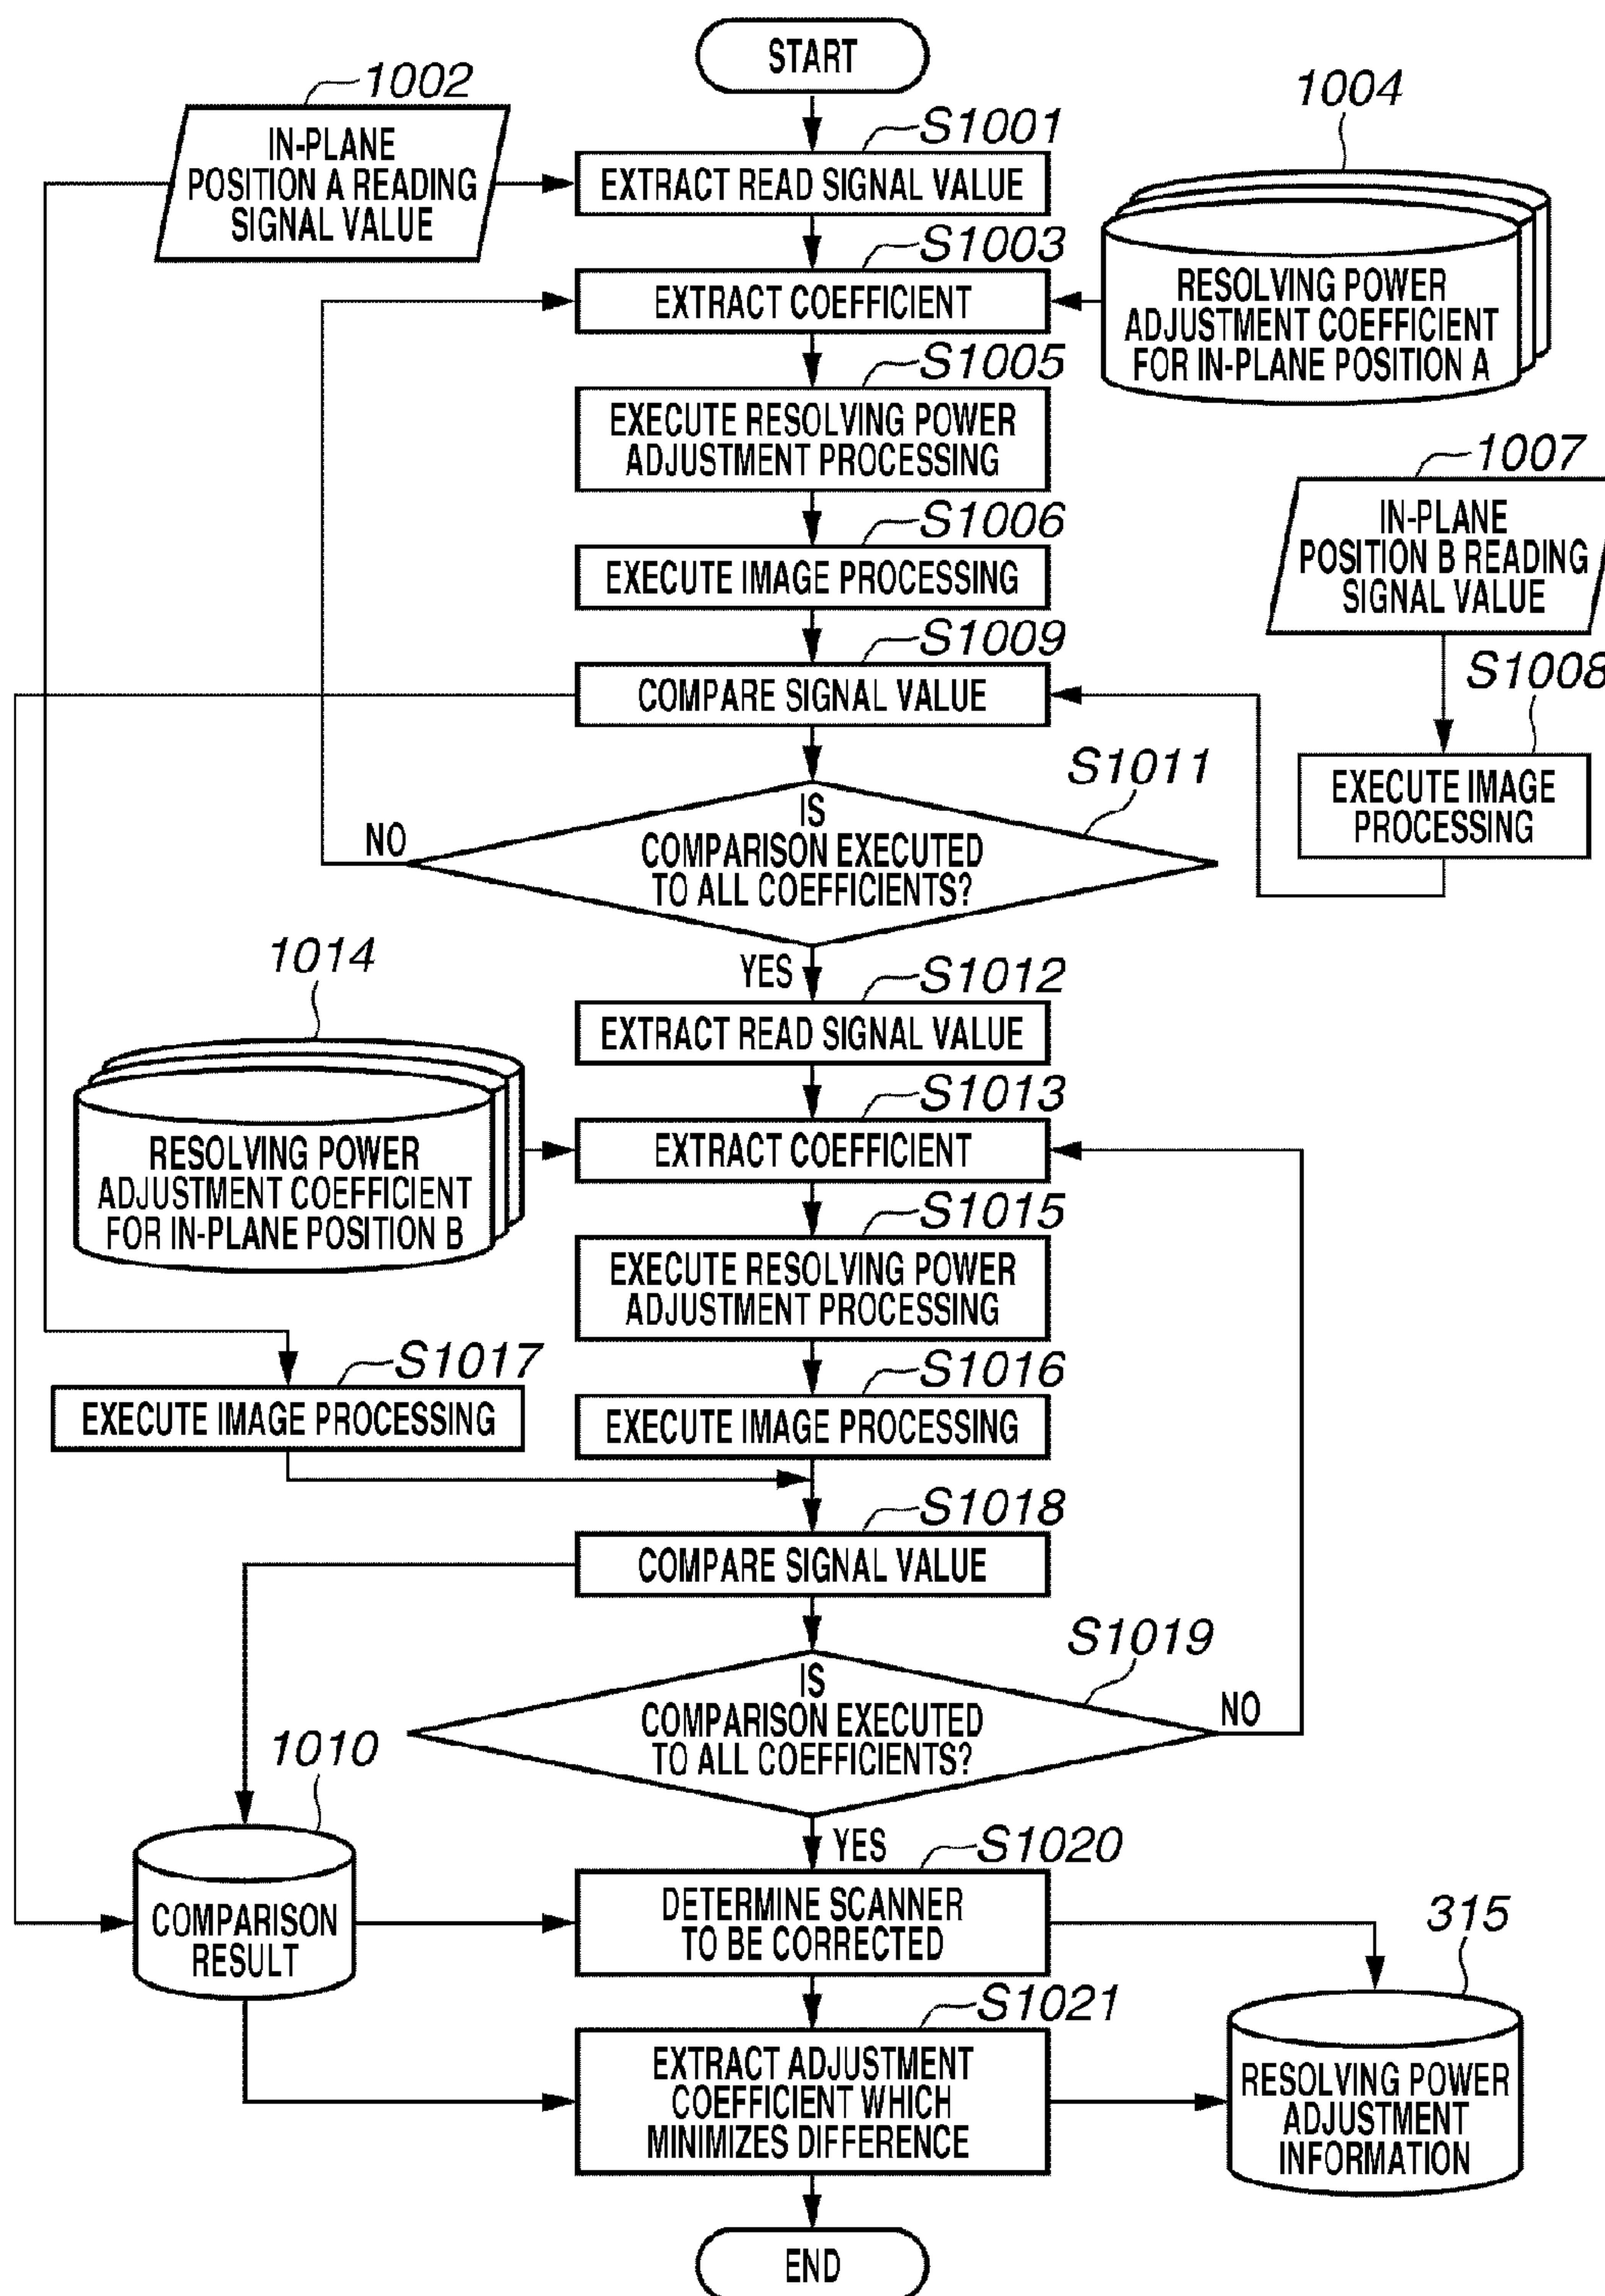 START
1002
IN-PLANE
POSITION A READING
SIGNAL VALUE
S1001
EXTRACT READ SIGNAL VALUE
1004
RESOLVING POWER
ADJUSTMENT COEFFICIENT
FOR IN-PLANE POSITION A
S1003
EXTRACT COEFFICIENT
S1005
EXECUTE RESOLVING POWER
ADJUSTMENT PROCESSING
S1006
EXECUTE IMAGE PROCESSING
1007
IN-PLANE
POSITION B READING
SIGNAL VALUE
S1008
EXECUTE IMAGE
PROCESSING
S1009
COMPARE SIGNAL VALUE
S1011
IS
COMPARISON EXECUTED
TO ALL COEFFICIENTS?
NO
YES
S1012
EXTRACT READ SIGNAL VALUE
1014
RESOLVING POWER
ADJUSTMENT COEFFICIENT
FOR IN-PLANE POSITION B
S1013
EXTRACT COEFFICIENT
S1015
EXECUTE RESOLVING POWER
ADJUSTMENT PROCESSING
S1017
EXECUTE IMAGE PROCESSING
S1016
EXECUTE IMAGE PROCESSING
S1018
COMPARE SIGNAL VALUE
S1019
IS
COMPARISON EXECUTED
TO ALL COEFFICIENTS?
NO
YES
1010
COMPARISON
RESULT
S1020
DETERMINE SCANNER
TO BE CORRECTED
315
RESOLVING POWER
ADJUSTMENT
INFORMATION
S1021
EXTRACT ADJUSTMENT
COEFFICIENT WHICH
MINIMIZES DIFFERENCE
END